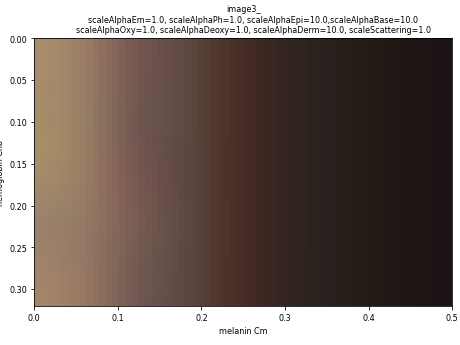 image3_
scaleAlphaEm=1.0, scaleAlphaPh=1.0, scaleAlphaEpi=10.0,scaleAlphaBase=10.0
scaleAlphaOxy=1.0, scaleAlphaDeoxy=1.0, scaleAlphaDerm=10.0, scaleScattering=1.0
0.00
0.05
0.10
0.15
0.20
0.25
0.30
0.0 0.1 0.2 0.3 0.4 0.5
melanin Cm